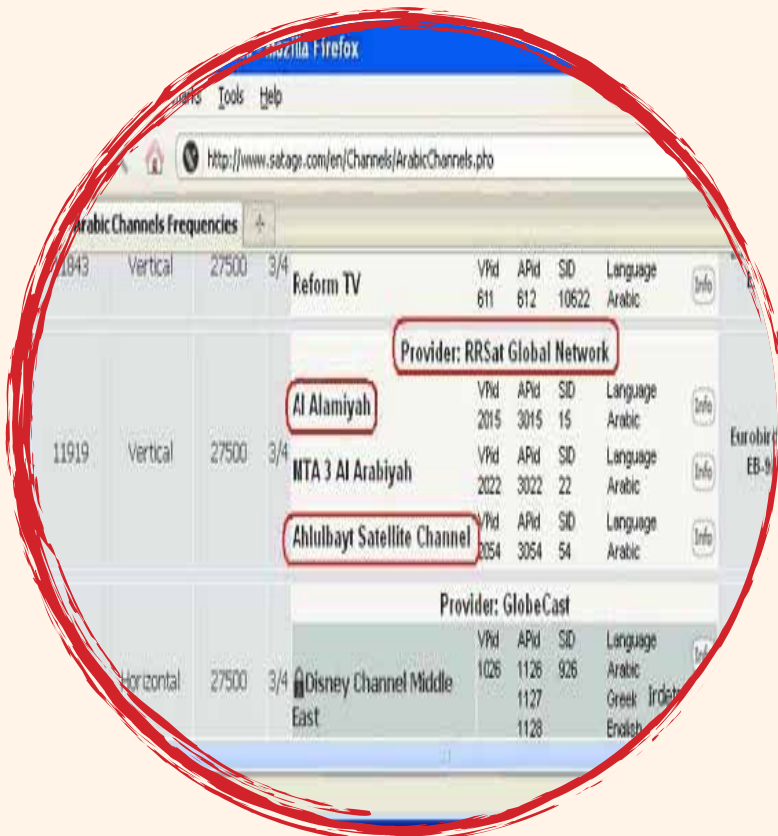 Mozilla Firefox
Tools Help
http://www.satage.com/en/Channels/ArabicChannels.php
Arabic Channels Frequencies +
Vertical 27500 3/4 Reform TV VPid APid SID Language Info
611 612 10622 Arabic
Provider: RRSat Global Network
Al Alamiyah VPid APid SID Language Info
2015 3015 15 Arabic
11919 Vertical 27500 3/4 MTA 3 Al Arabiyah VPid APid SID Language Info
2022 3022 22 Arabic
Ahlulbayt Satellite Channel VPid APid SID Language Info
2054 3054 54 Arabic
Provider: GlobeCast
Horizontal 27500 3/4 Disney Channel Middle East VPid APid SID Language
1026 1126 926 Arabic
1127 Greek
1128 English